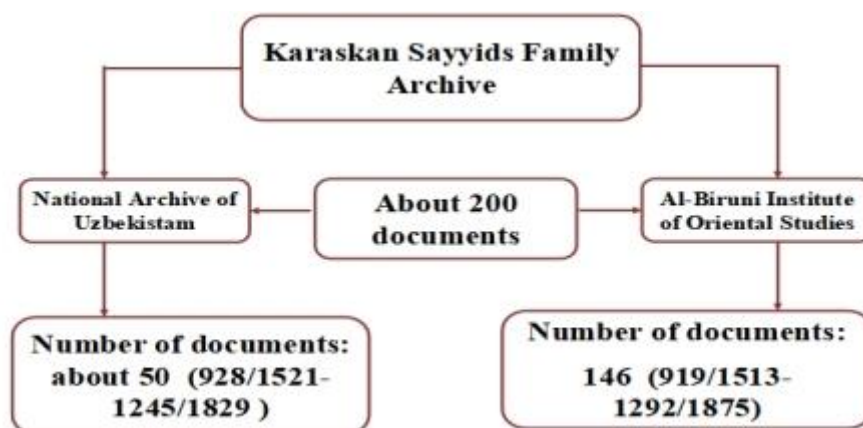 Karaskan Sayyids Family
Archive
National Archive of
Uzbekistam
About 200
documents
Al-Biruni Institute
of Oriental Studies
Number of documents:
about 50 (928/1521-
1245/1829 )
Number of documents:
146 (919/1513-
1292/1875)